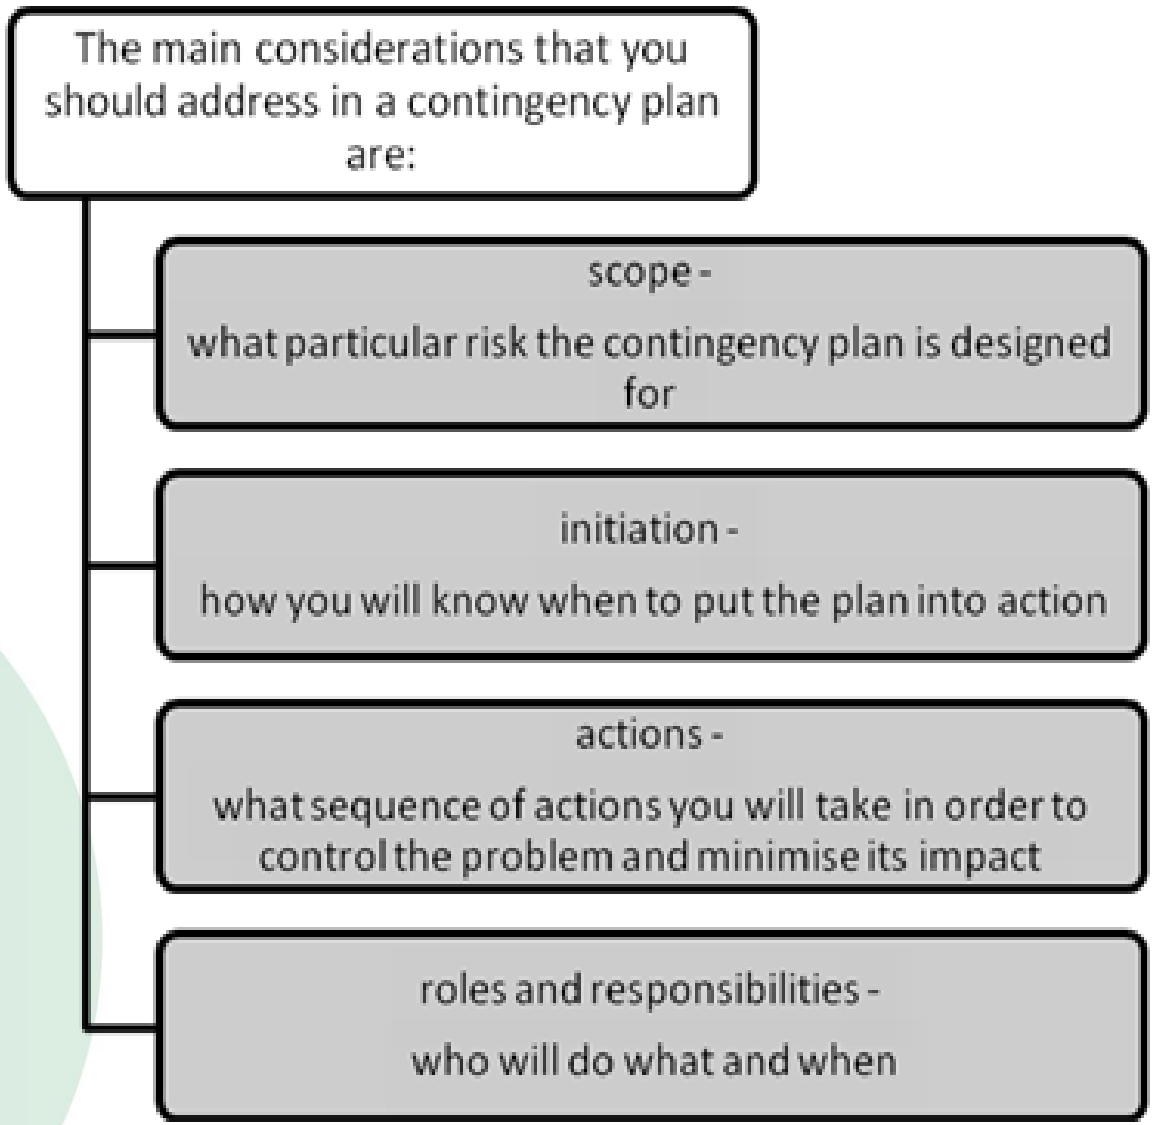 The main considerations that you
should address in a contingency plan
are:
scope -
what particular risk the contingency plan is designed
for
initiation -
how you will know when to put the plan into action
actions -
what sequence of actions you will take in order to
control the problem and minimise its impact
roles and responsibilities -
who will do what and when